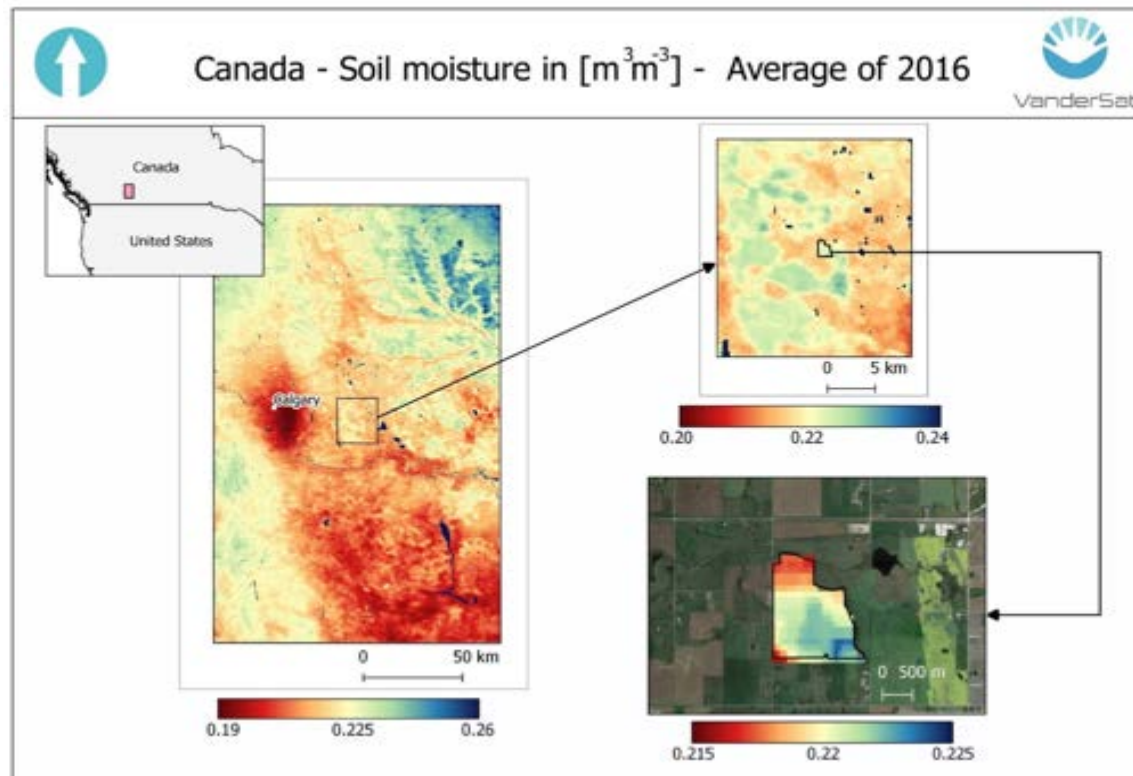 Canada - Soil moisture in [m³m⁻³] - Average of 2016
VanderSat
Canada
United States
Calgary
0 50 km
0.19 0.225 0.26
0 5 km
0.20 0.22 0.24
0 500 m
0.215 0.22 0.225